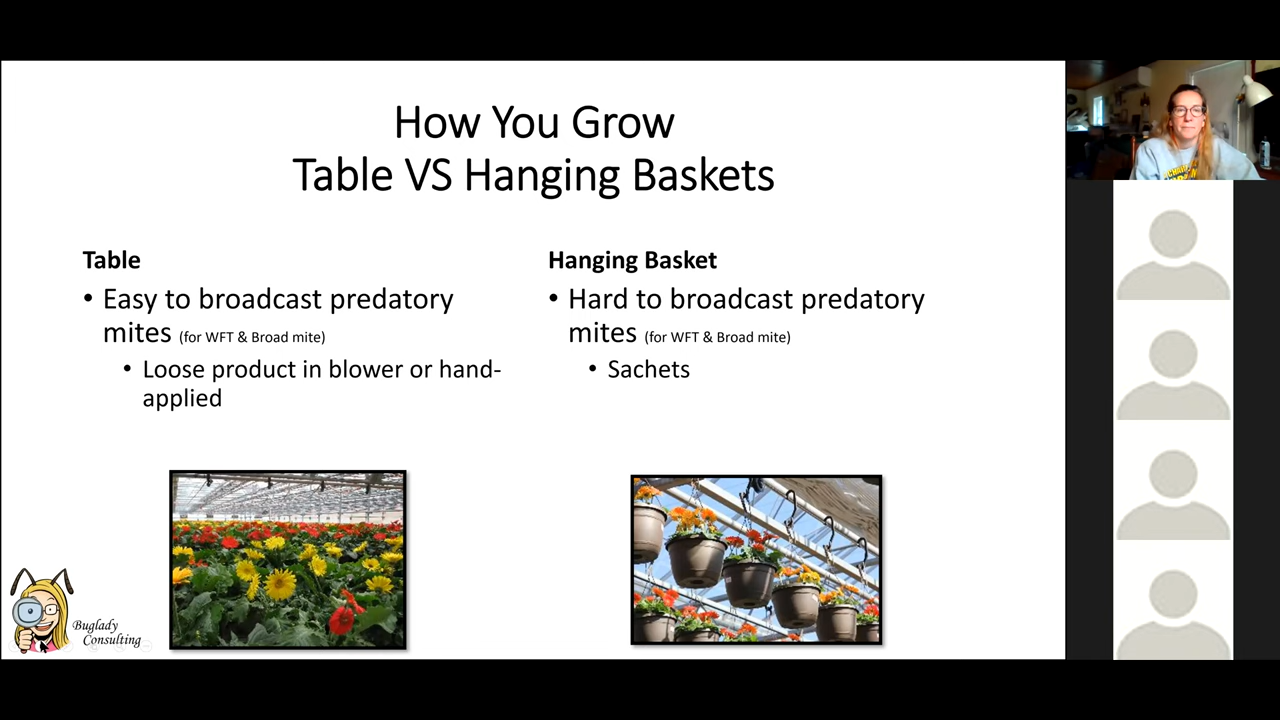 How You Grow
Table VS Hanging Baskets
Table
• Easy to broadcast predatory
mites (for WFT & Broad mite)
• Loose product in blower or hand-
applied
Hanging Basket
• Hard to broadcast predatory
mites (for WFT & Broad mite)
• Sachets
Buglady
Consulting